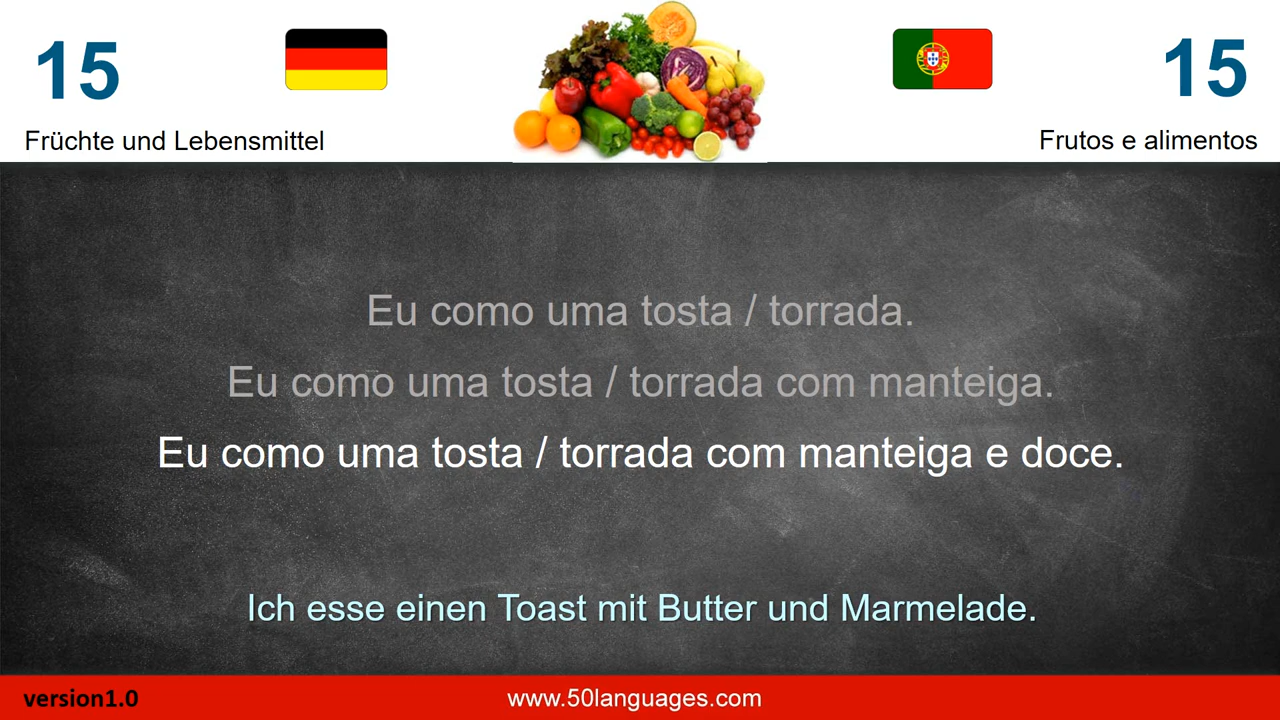 15
15
Früchte und Lebensmittel
Frutos e alimentos
Eu como uma tosta / torrada.
Eu como uma tosta / torrada com manteiga.
Eu como uma tosta / torrada com manteiga e doce.
Ich esse einen Toast mit Butter und Marmelade.
version1.0
www.50languages.com